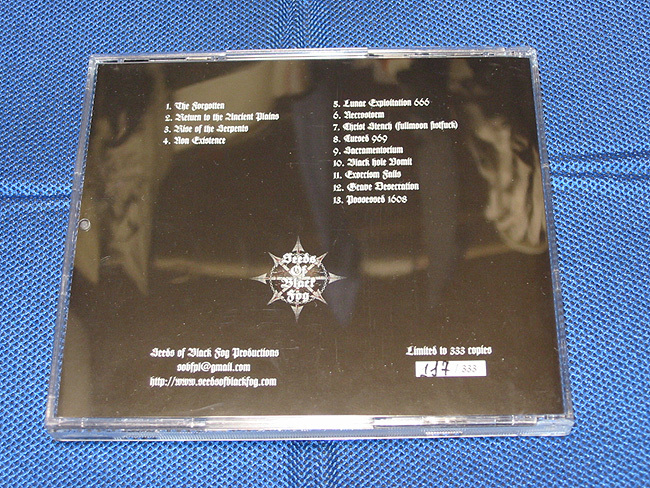 1. The Forgotten
2. Return to the Ancient Plains
3. Rise of the Serpents
4. Non Existence
5. Lunar Exploitation 666
6. Necrostorm
7. Christ Stench (fullmoon fistfuck)
8. Cursed 969
9. Sacramentorium
10. Black hole Vomit
11. Exorcism Fails
12. Grave Desecration
13. Possessed 1608
Seeds
Of
Black
Fog
Seeds of Black Fog Productions
sobfpl@gmail.com
http://www.seedsofblackfog.com
Limited to 333 copies
/ 333